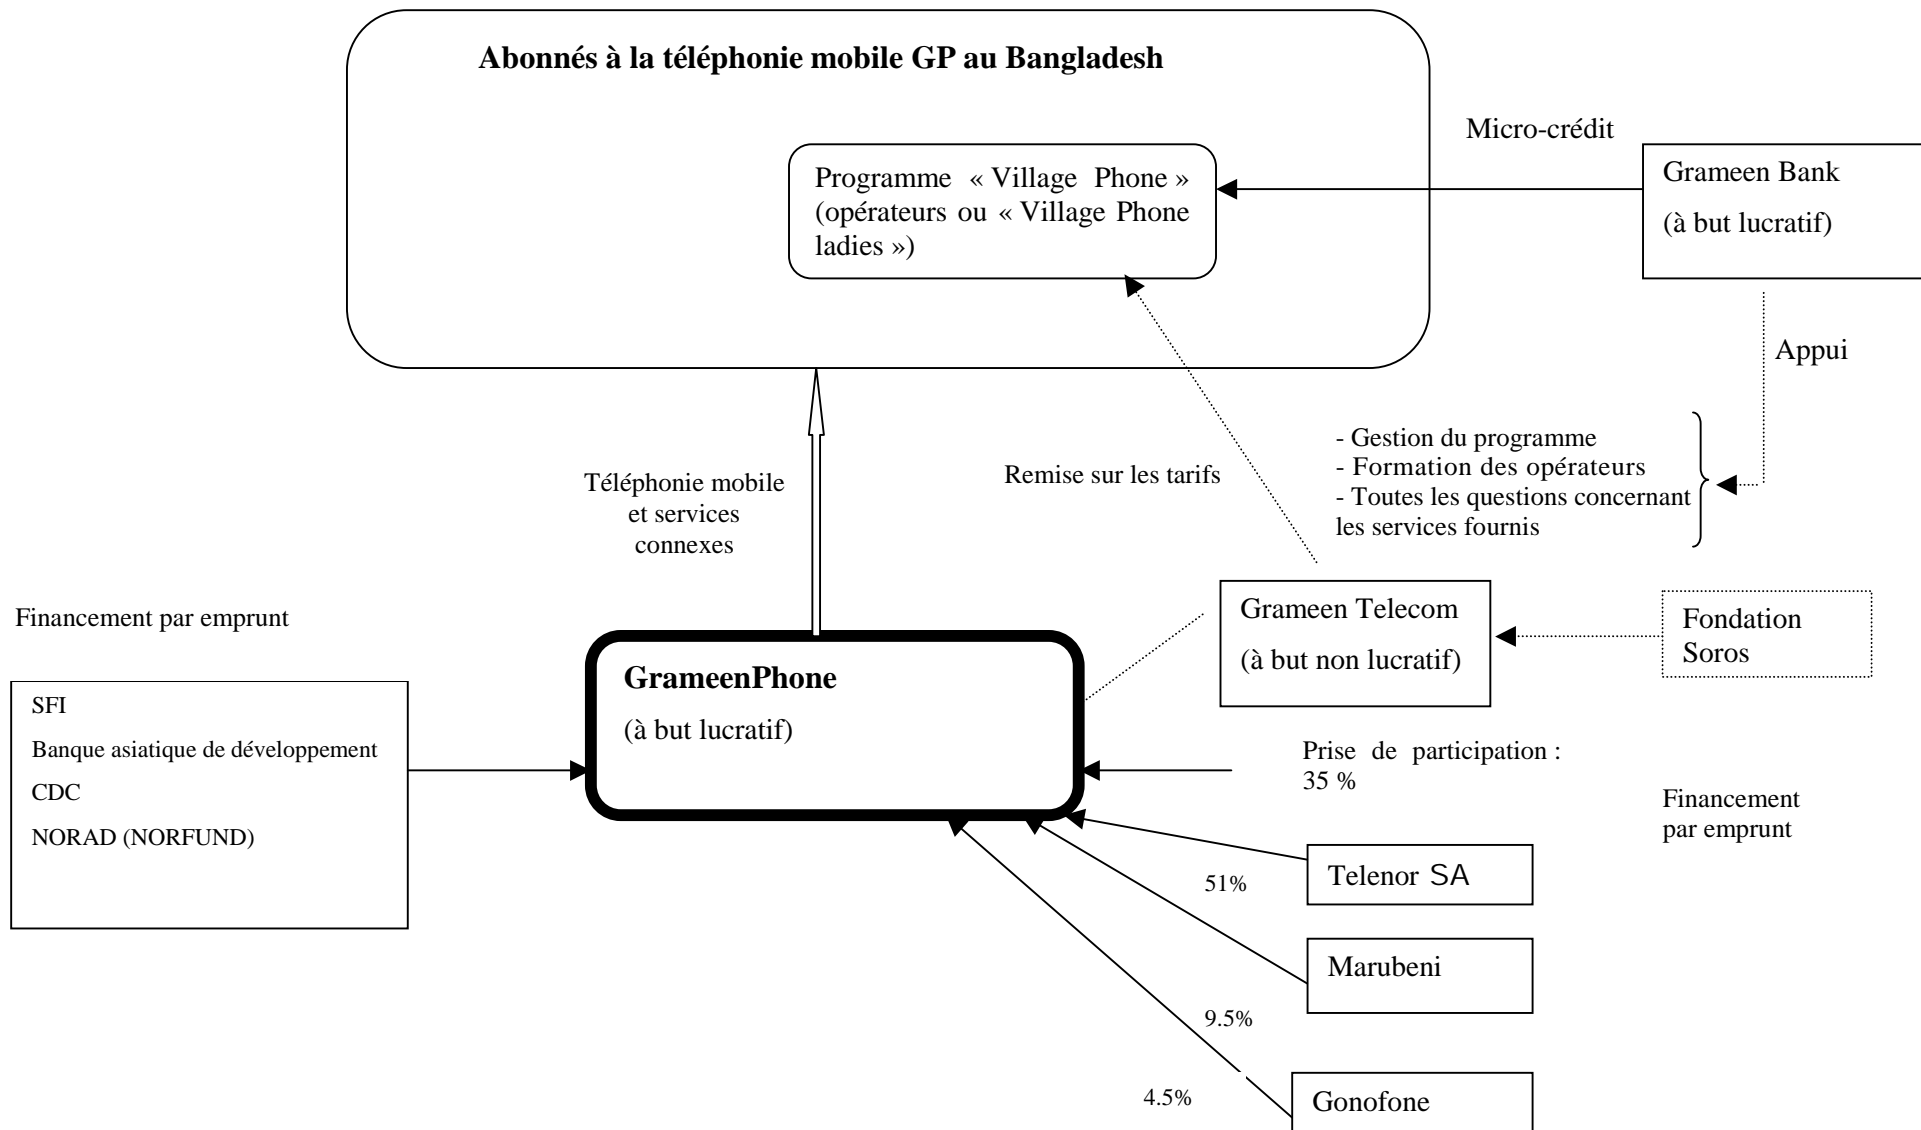 Abonnés à la téléphonie mobile GP au Bangladesh
Micro-crédit
Programme « Village Phone »
(opérateurs ou « Village Phone
ladies »)
Grameen Bank
(à but lucratif)
Appui
- Gestion du programme
- Formation des opérateurs
- Toutes les questions concernant
les services fournis
Remise sur les tarifs
Téléphonie mobile
et services
connexes
Financement par emprunt
SFI
Banque asiatique de développement
CDC
NORAD (NORFUND)
GrameenPhone
(à but lucratif)
Grameen Telecom
(à but non lucratif)
Fondation
Soros
Prise de participation :
35 %
Financement
par emprunt
Telenor SA
51%
Marubeni
9.5%
Gonofone
4.5%